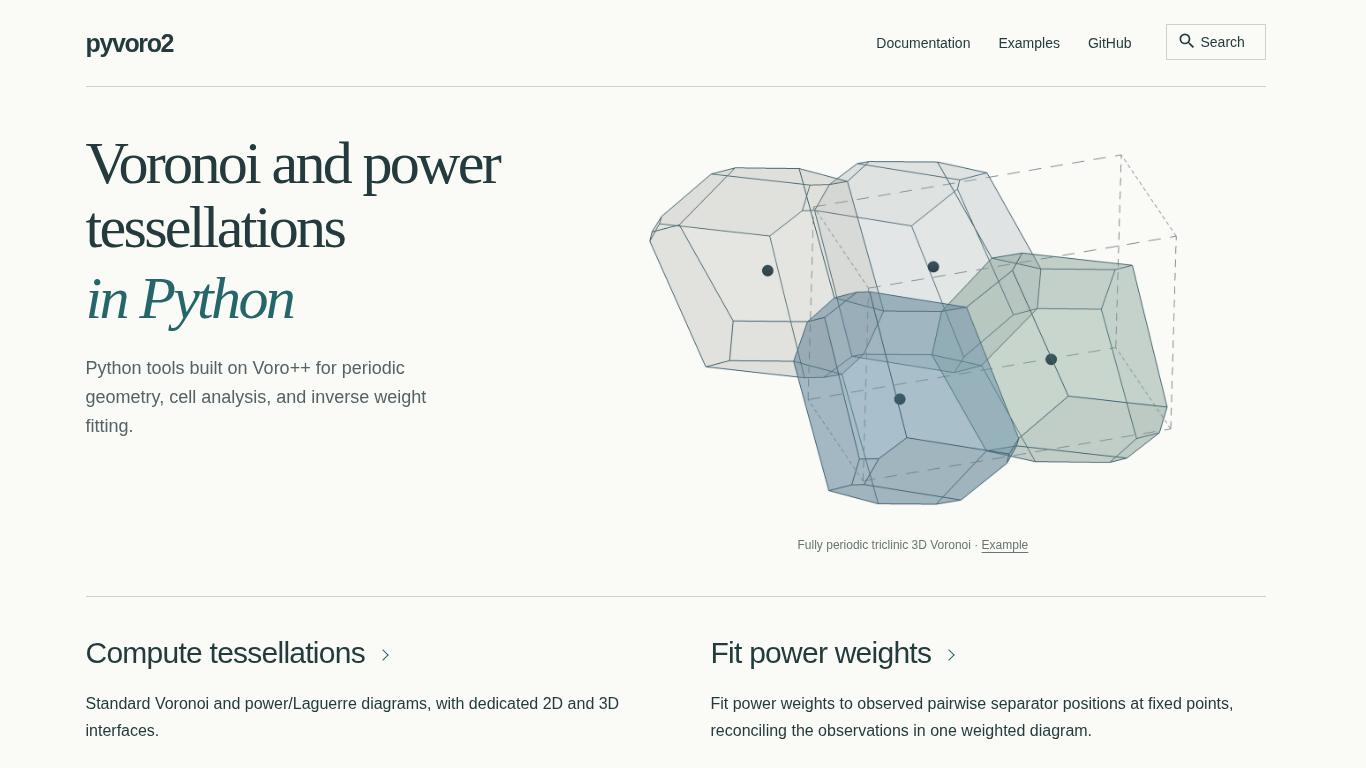 pyvoro2
Documentation
Examples
GitHub
Search
Voronoi and power
tessellations
in Python
Python tools built on Voro++ for periodic
geometry, cell analysis, and inverse weight
fitting.
Fully periodic triclinic 3D Voronoi · Example
Compute tessellations
Standard Voronoi and power/Laguerre diagrams, with dedicated 2D and 3D
interfaces.
Fit power weights
Fit power weights to observed pairwise separator positions at fixed points,
reconciling the observations in one weighted diagram.